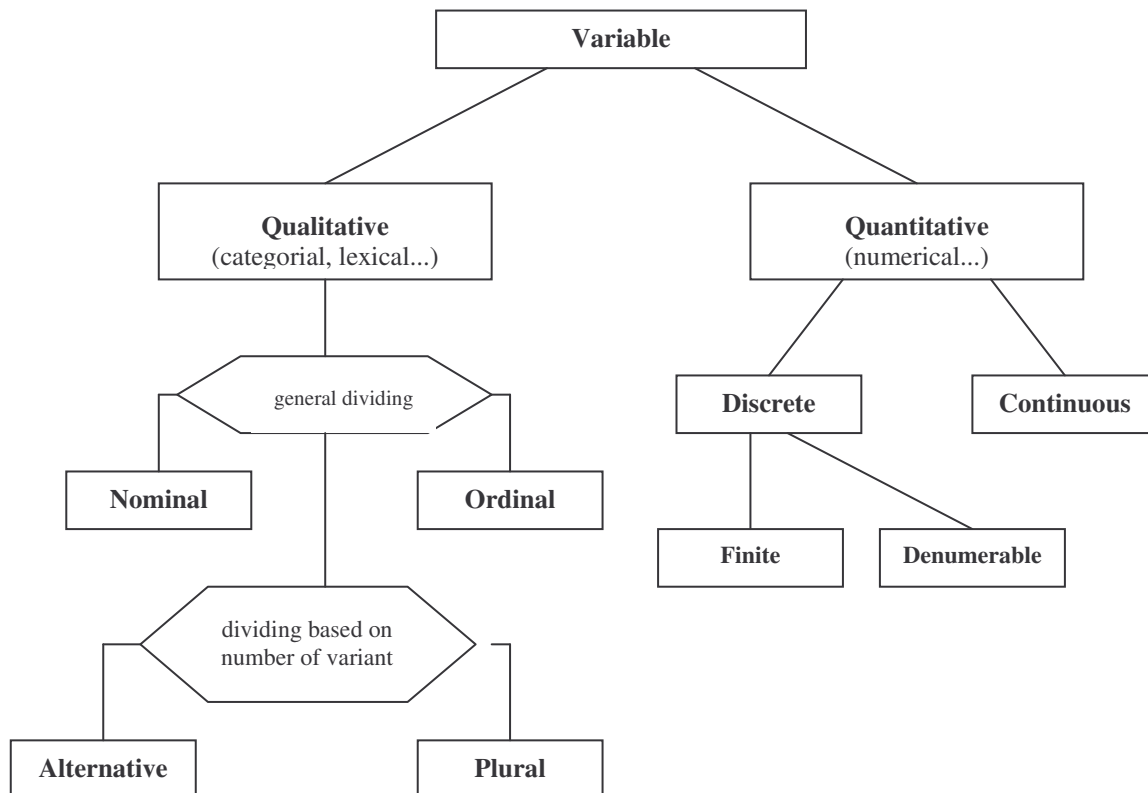 Variable
Qualitative
(categorial, lexical...)
Quantitative
(numerical...)
general dividing
Discrete
Continuous
Nominal
Ordinal
Finite
Denumerable
dividing based on
number of variant
Alternative
Plural